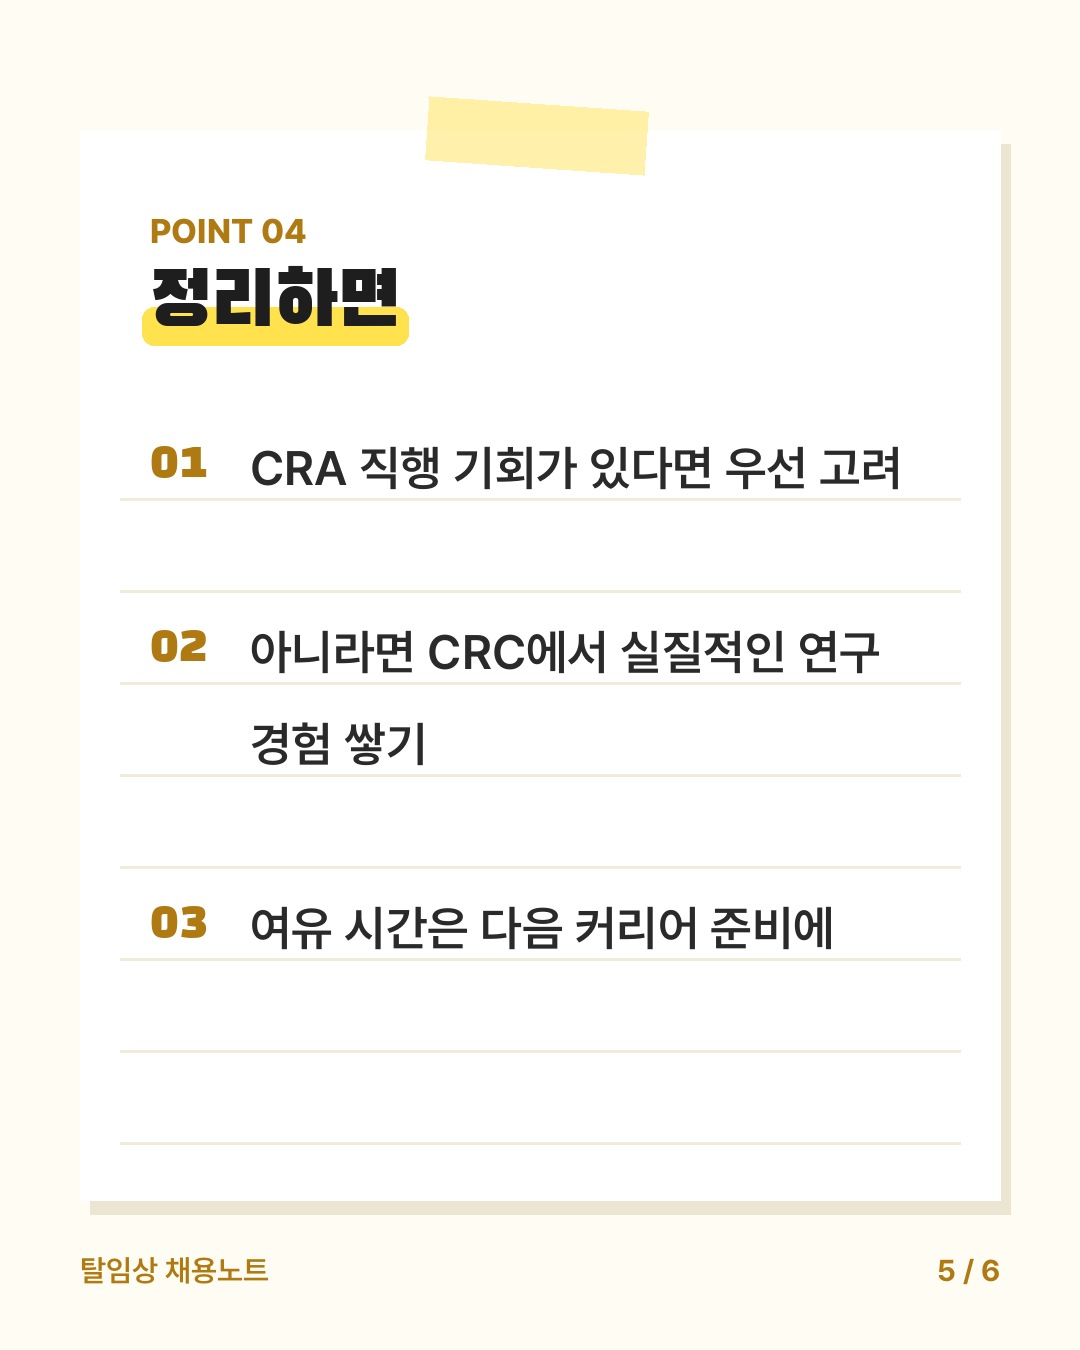 POINT 04
정리하면
01 CRA 직행 기회가 있다면 우선 고려
02 아니라면 CRC에서 실질적인 연구
경험 쌓기
03 여유 시간은 다음 커리어 준비에
탈임상 채용노트
5 / 6